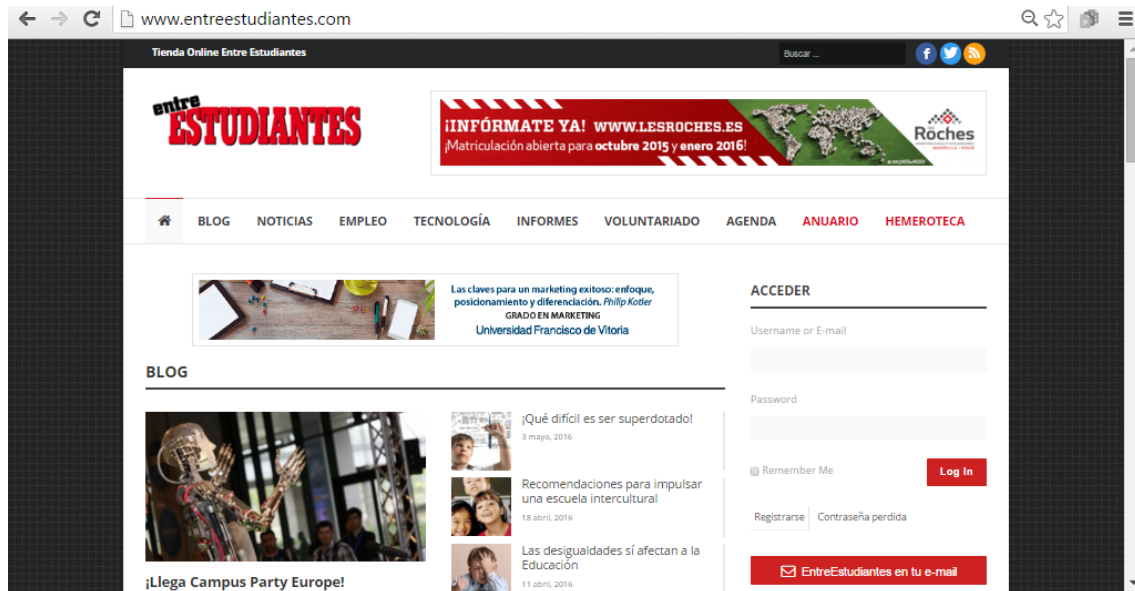 www.entreestudiantes.com
Tienda Online Entre Estudiantes
Buscar ...
entre
ESTUDIANTES
¡INFÓRMATE YA! WWW.LESROCHES.ES
¡Matriculación abierta para octubre 2015 y enero 2016!
Röches
BLOG NOTICIAS EMPLEO TECNOLOGÍA INFORMES VOLUNTARIADO AGENDA ANUARIO HEMEROTECA
Las claves para un marketing exitoso: enfoque,
posicionamiento y diferenciación. Philip Kotler
GRADO EN MARKETING
Universidad Francisco de Vitoria
BLOG
¡Llega Campus Party Europe!
¡Qué difícil es ser superdotado!
3 mayo, 2016
Recomendaciones para impulsar
una escuela intercultural
18 abril, 2016
Las desigualdades sí afectan a la
Educación
11 abril, 2016
ACCEDER
Username or E-mail
Password
Remember Me
Log In
Registrarse Contraseña perdida
EntreEstudiantes en tu e-mail